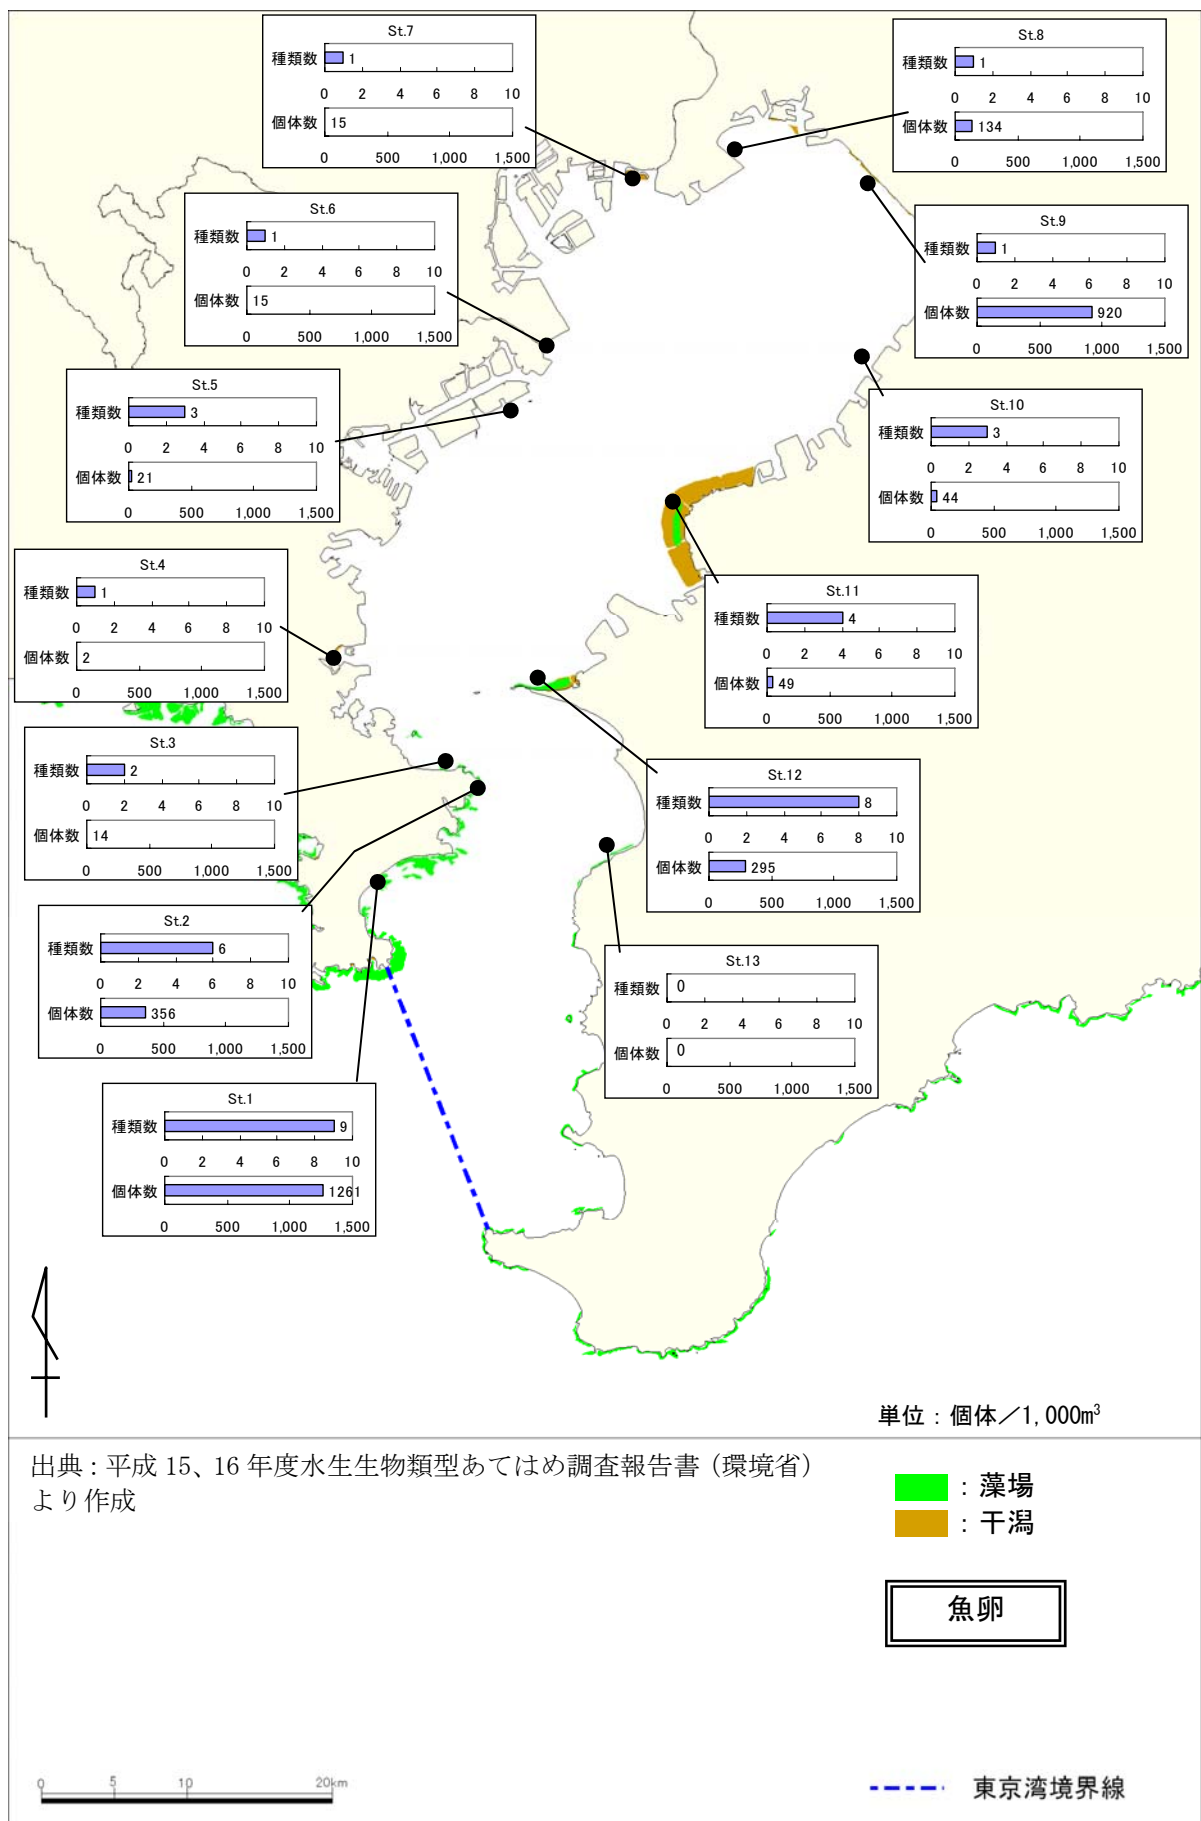 St.7
種類数 1
0 2 4 6 8 10
個体数 15
0 500 1,000 1,500
St.8
種類数 1
0 2 4 6 8 10
個体数 134
0 500 1,000 1,500
St.6
種類数 1
0 2 4 6 8 10
個体数 15
0 500 1,000 1,500
St.9
種類数 1
0 2 4 6 8 10
個体数 920
0 500 1,000 1,500
St.5
種類数 3
0 2 4 6 8 10
個体数 21
0 500 1,000 1,500
St.10
種類数 3
0 2 4 6 8 10
個体数 44
0 500 1,000 1,500
St.4
種類数 1
0 2 4 6 8 10
個体数 2
0 500 1,000 1,500
St.11
種類数 4
0 2 4 6 8 10
個体数 49
0 500 1,000 1,500
St.3
種類数 2
0 2 4 6 8 10
個体数 14
0 500 1,000 1,500
St.12
種類数 8
0 2 4 6 8 10
個体数 295
0 500 1,000 1,500
St.2
種類数 6
0 2 4 6 8 10
個体数 356
0 500 1,000 1,500
St.13
種類数 0
0 2 4 6 8 10
個体数 0
0 500 1,000 1,500
St.1
種類数 9
0 2 4 6 8 10
個体数 1261
0 500 1,000 1,500
単位：個体／1,000m³
出典：平成 15、16 年度水生生物類型あてはめ調査報告書（環境省）
より作成
：藻場
：干潟
魚卵
0 5 10 20km
東京湾境界線